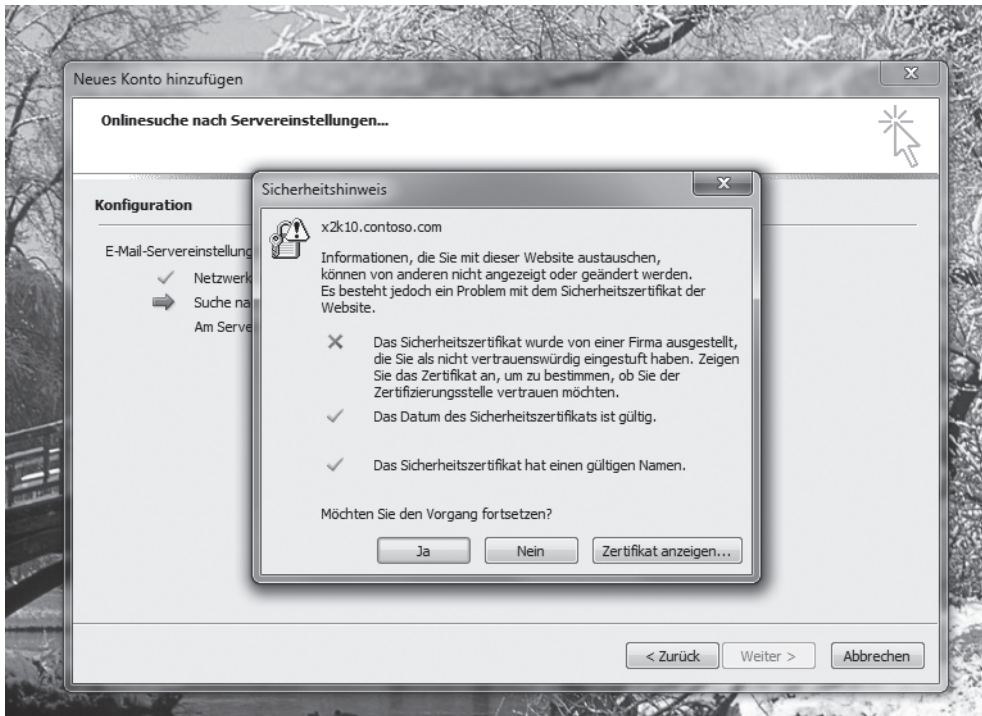 Neues Konto hinzufügen
Onlinesuche nach Servereinstellungen...
Konfiguration
E-Mail-Servereinstellung
Netzwerk
Suche na
Am Serve
Sicherheitshinweis
x2k10.contoso.com
Informationen, die Sie mit dieser Website austauschen,
können von anderen nicht angezeigt oder geändert werden.
Es besteht jedoch ein Problem mit dem Sicherheitszertifikat der
Website.
Das Sicherheitszertifikat wurde von einer Firma ausgestellt,
die Sie als nicht vertrauenswürdig eingestuft haben. Zeigen
Sie das Zertifikat an, um zu bestimmen, ob Sie der
Zertifizierungsstelle vertrauen möchten.
Das Datum des Sicherheitszertifikats ist gültig.
Das Sicherheitszertifikat hat einen gültigen Namen.
Möchten Sie den Vorgang fortsetzen?
Ja Nein Zertifikat anzeigen...
< Zurück Weiter > Abbrechen